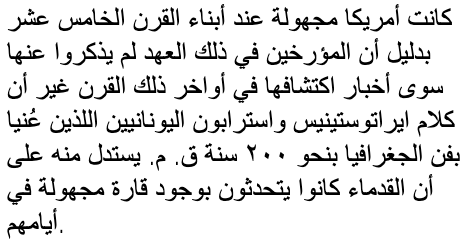 كانت أمريكا مجهولة عند أبناء القرن الخامس عشر
بدليل أن المؤرخين في ذلك العهد لم يذكروا عنها
سوى أخبار اكتشافها في أواخر ذلك القرن غير أن
كلام ايراتوستينيس واسترابون اليونانيين اللذين عُنيا
بفن الجغرافيا بنحو ٢٠٠ سنة ق. م. يستدل منه على
أن القدماء كانوا يتحدثون بوجود قارة مجهولة في
أيامهم.